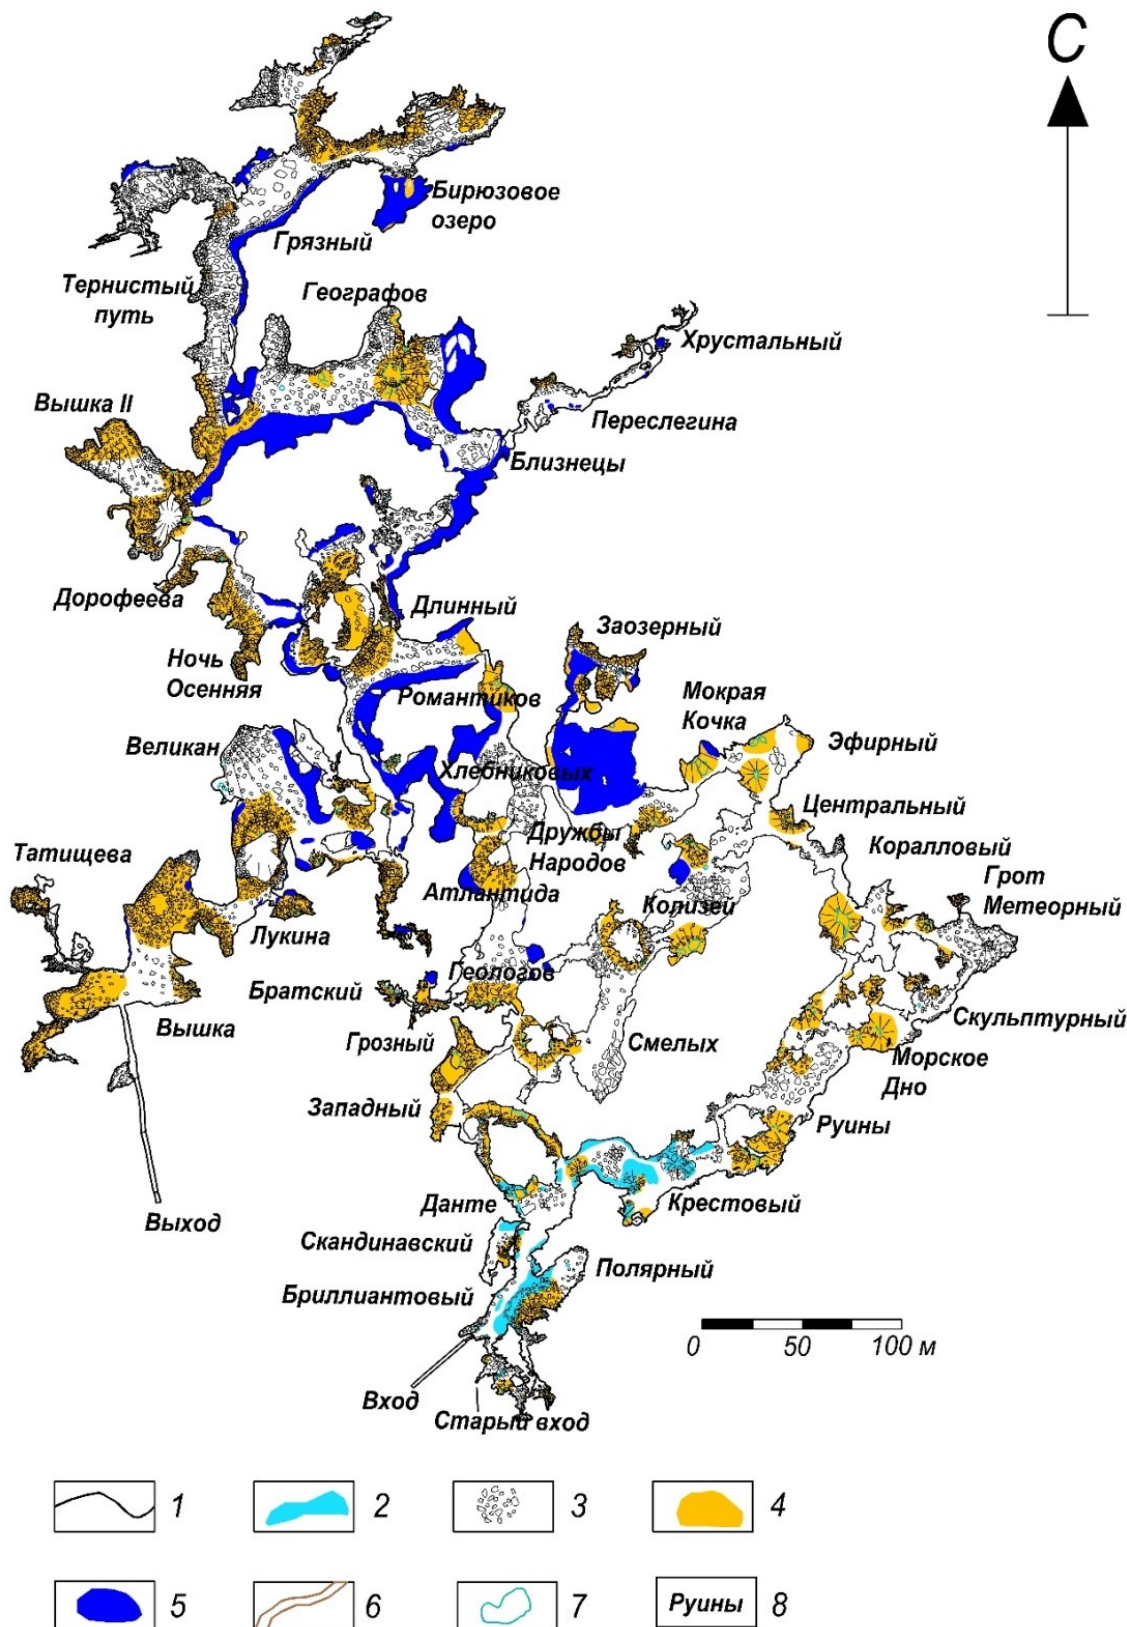 С
Бирюзовое
озеро
Грязный
Тернистый
путь
Географов
Хрустальный
Вышка II
Переслегина
Близнецы
Дорофеева
Длинный
Заозерный
Ночь
Осенняя
Романтиков
Мокрая
Кочка
Великан
Эфирный
Хлебниковых
Центральный
Татищева
Дружбы
Народов
Коралловый
Атлантида
Колизей
Грот
Метеорный
Лукина
Геологов
Братский
Вышка
Грозный
Смелых
Скульптурный
Морское
Дно
Западный
Руины
Данте
Крестовый
Выход
Скандинавский
Полярный
Бриллиантовый
0 50 100 м
Вход
Старый вход
1 2 3 4
5 6 7 Руины 8